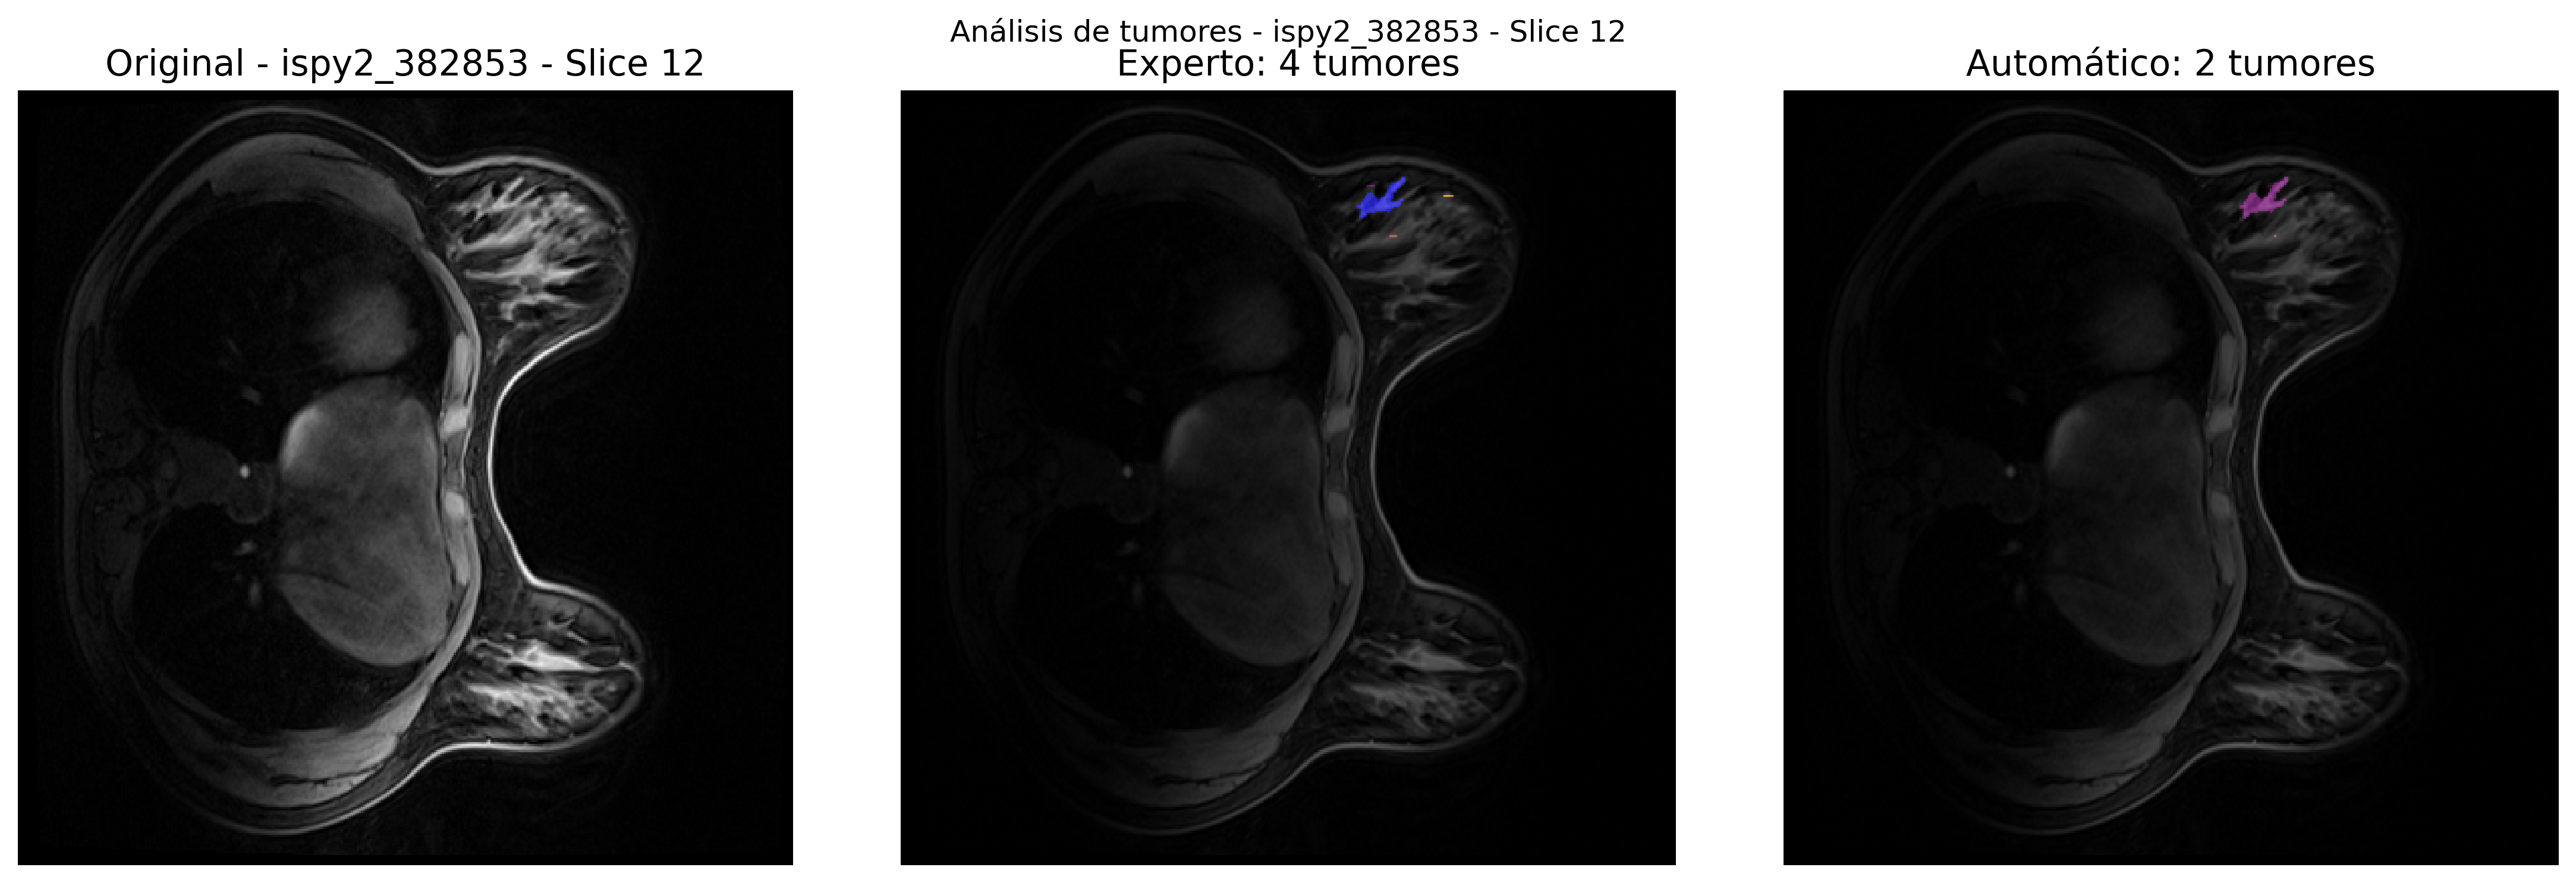 Análisis de tumores - ispy2_382853 - Slice 12
Original - ispy2_382853 - Slice 12
Experto: 4 tumores
Automático: 2 tumores